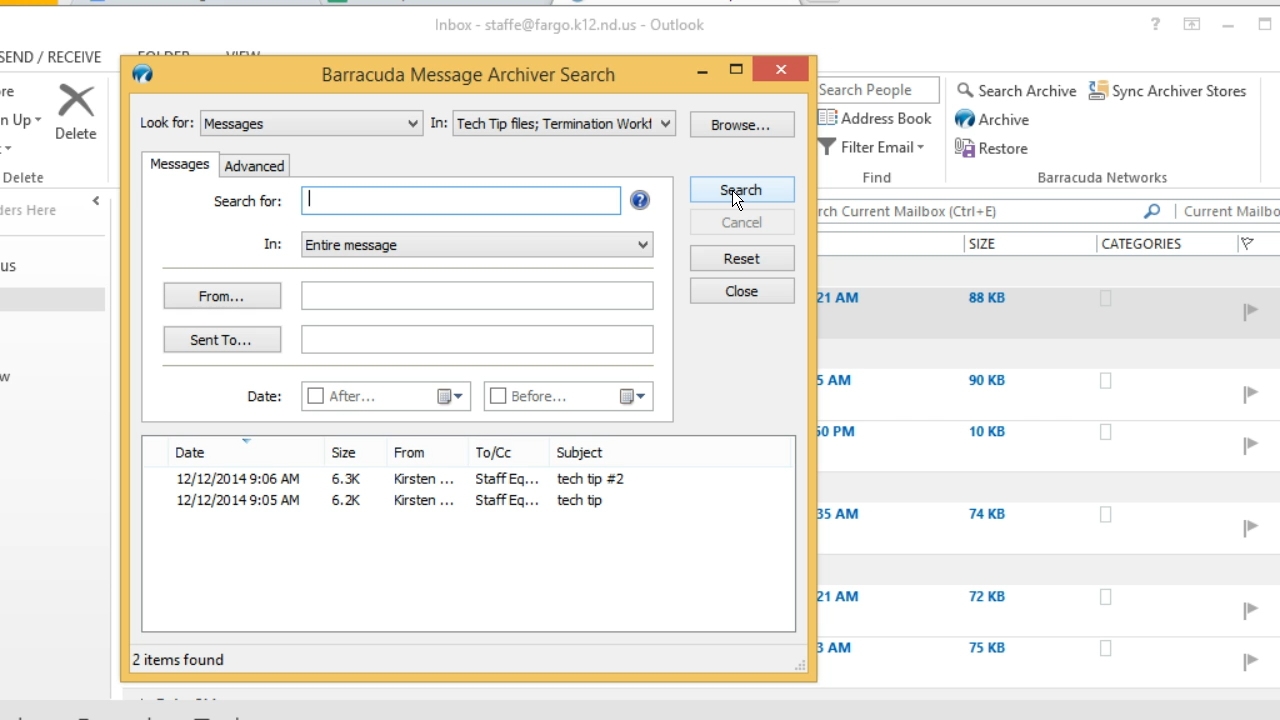 Inbox - staffe@fargo.k12.nd.us - Outlook
SEND / RECEIVE FOLDER VIEW
Barracuda Message Archiver Search
Look for: Messages In: Tech Tip files; Termination Workf Browse...
Messages Advanced
Search for: Search
Cancel
In: Entire message
Reset
From... Close
Sent To...
Date: After... Before...
Date Size From To/Cc Subject
12/12/2014 9:06 AM 6.3K Kirsten ... Staff Eq... tech tip #2
12/12/2014 9:05 AM 6.2K Kirsten ... Staff Eq... tech tip
2 items found
re
n Up
Delete
Delete
ders Here
us
w
Search People
Address Book
Filter Email
Find
Search Archive Sync Archiver Stores
Archive
Restore
Barracuda Networks
rch Current Mailbox (Ctrl+E) Current Mailbo
SIZE CATEGORIES
21 AM 88 KB
5 AM 90 KB
50 PM 10 KB
35 AM 74 KB
21 AM 72 KB
3 AM 75 KB